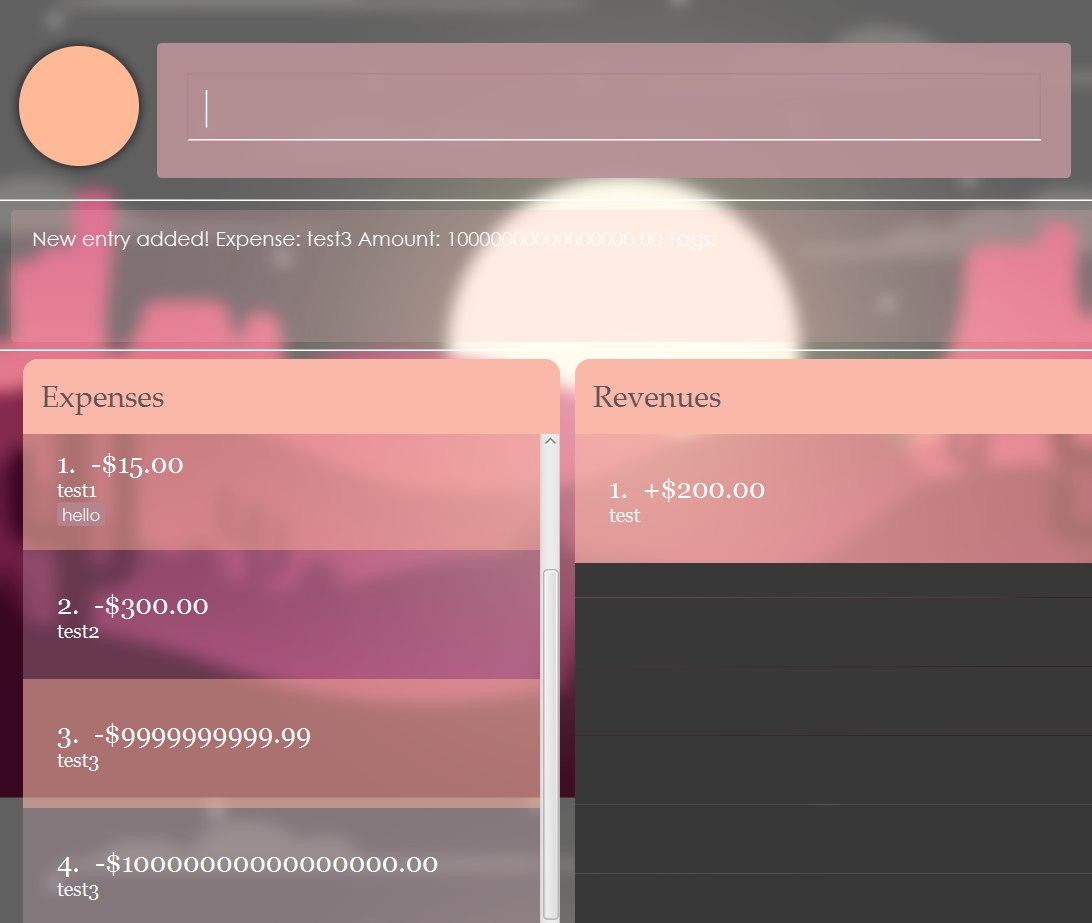 New entry added! Expense: test3 Amount: 10000000000000000.00 Tags:
Expenses
1. -$15.00
test1
hello
2. -$300.00
test2
3. -$9999999999.99
test3
4. -$10000000000000000.00
test3
Revenues
1. +$200.00
test